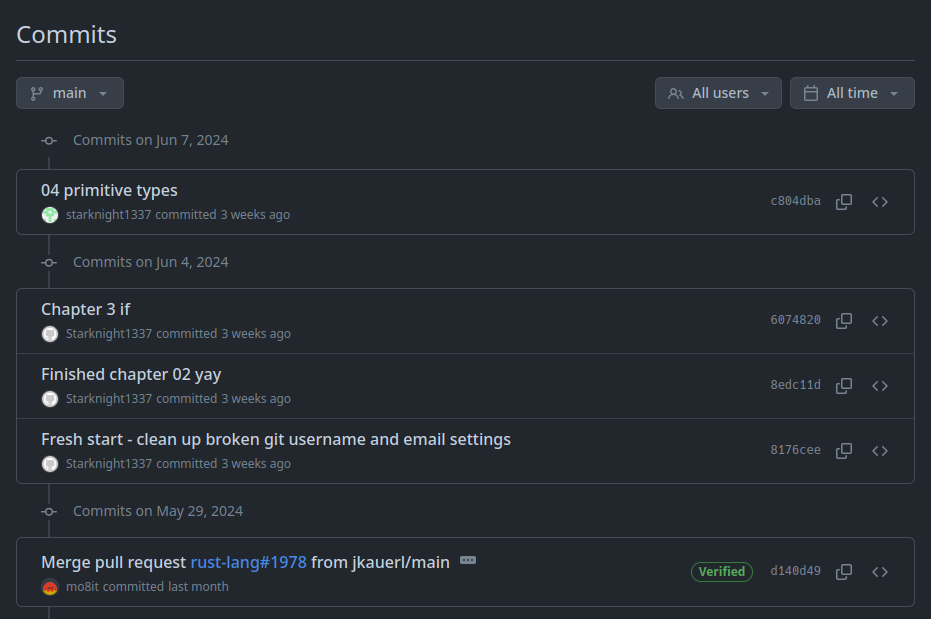 Commits
main
All users
All time
Commits on Jun 7, 2024
04 primitive types
starknight1337 committed 3 weeks ago
c804dba
Commits on Jun 4, 2024
Chapter 3 if
Starknight1337 committed 3 weeks ago
6074820
Finished chapter 02 yay
Starknight1337 committed 3 weeks ago
8edc11d
Fresh start - clean up broken git username and email settings
Starknight1337 committed 3 weeks ago
8176cee
Commits on May 29, 2024
Merge pull request rust-lang#1978 from jkauerl/main
mo8it committed last month
Verified
d140d49